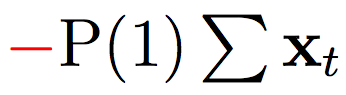 −P(1) ∑ x_t